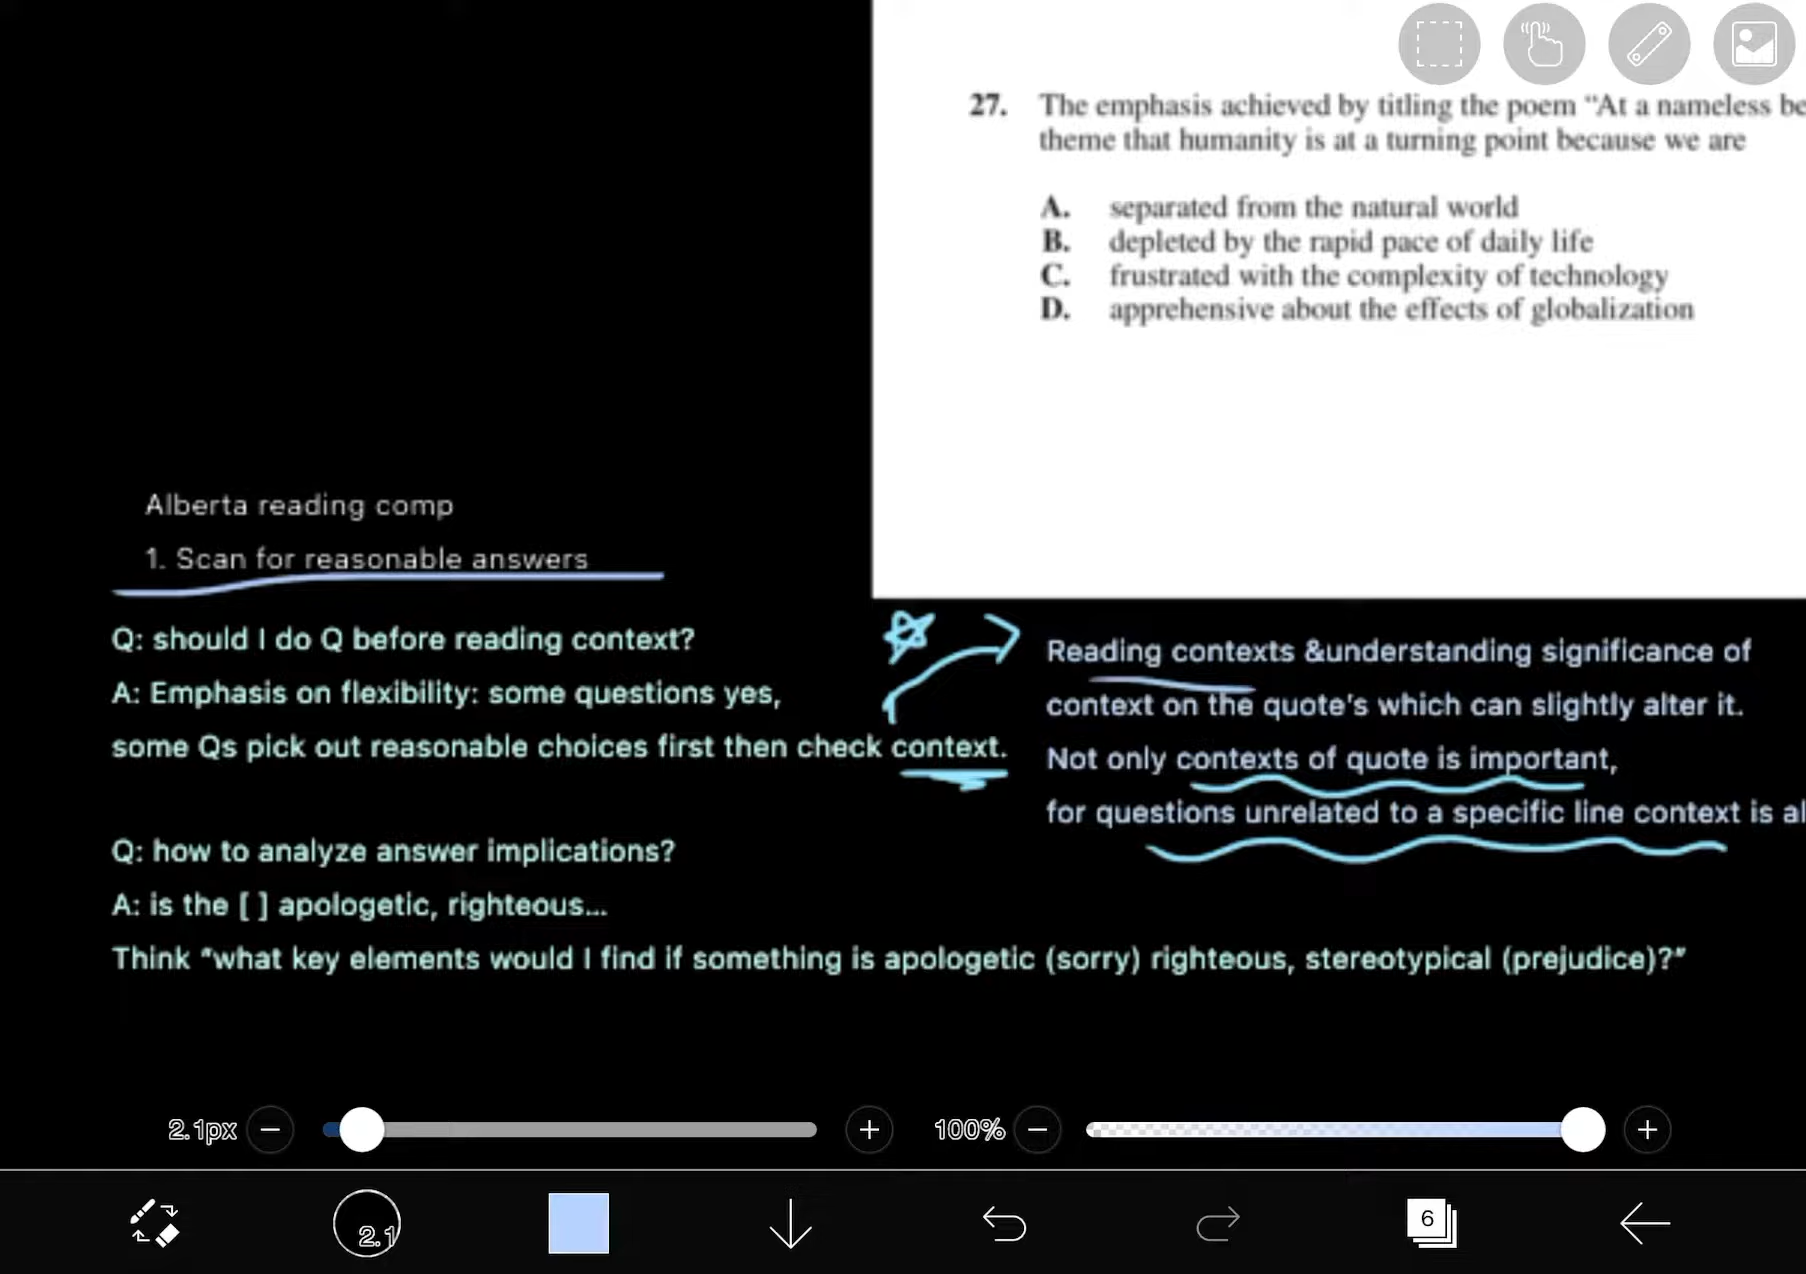 27. The emphasis achieved by titling the poem “At a nameless be
theme that humanity is at a turning point because we are
A. separated from the natural world
B. depleted by the rapid pace of daily life
C. frustrated with the complexity of technology
D. apprehensive about the effects of globalization
Alberta reading comp
1. Scan for reasonable answers
Q: should I do Q before reading context?
A: Emphasis on flexibility: some questions yes,
some Qs pick out reasonable choices first then check context.
Reading contexts &understanding significance of
context on the quote's which can slightly alter it.
Not only contexts of quote is important,
for questions unrelated to a specific line context is al
Q: how to analyze answer implications?
A: is the [ ] apologetic, righteous...
Think "what key elements would I find if something is apologetic (sorry) righteous, stereotypical (prejudice)?"
2.1px
100%
2.1
6